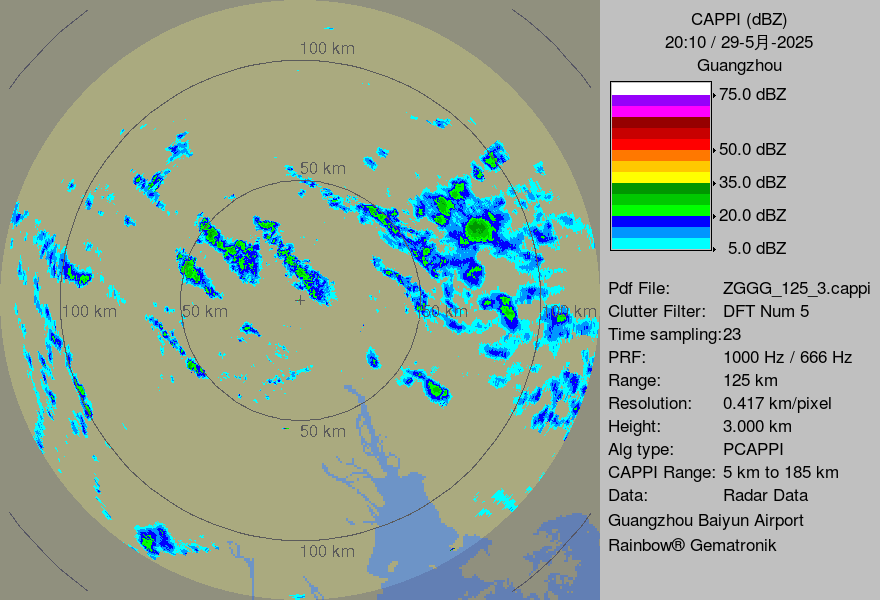 100 km
50 km
100 km
50 km
50 km
100 km
50 km
100 km
CAPPI (dBZ)
20:10 / 29-5月-2025
Guangzhou
75.0 dBZ
50.0 dBZ
35.0 dBZ
20.0 dBZ
5.0 dBZ
Pdf File: ZGGG_125_3.cappi
Clutter Filter: DFT Num 5
Time sampling:23
PRF: 1000 Hz / 666 Hz
Range: 125 km
Resolution: 0.417 km/pixel
Height: 3.000 km
Alg type: PCAPPI
CAPPI Range: 5 km to 185 km
Data: Radar Data
Guangzhou Baiyun Airport
Rainbow® Gematronik